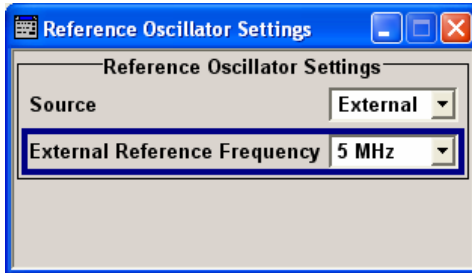 Reference Oscillator Settings
Reference Oscillator Settings
Source External
External Reference Frequency 5 MHz